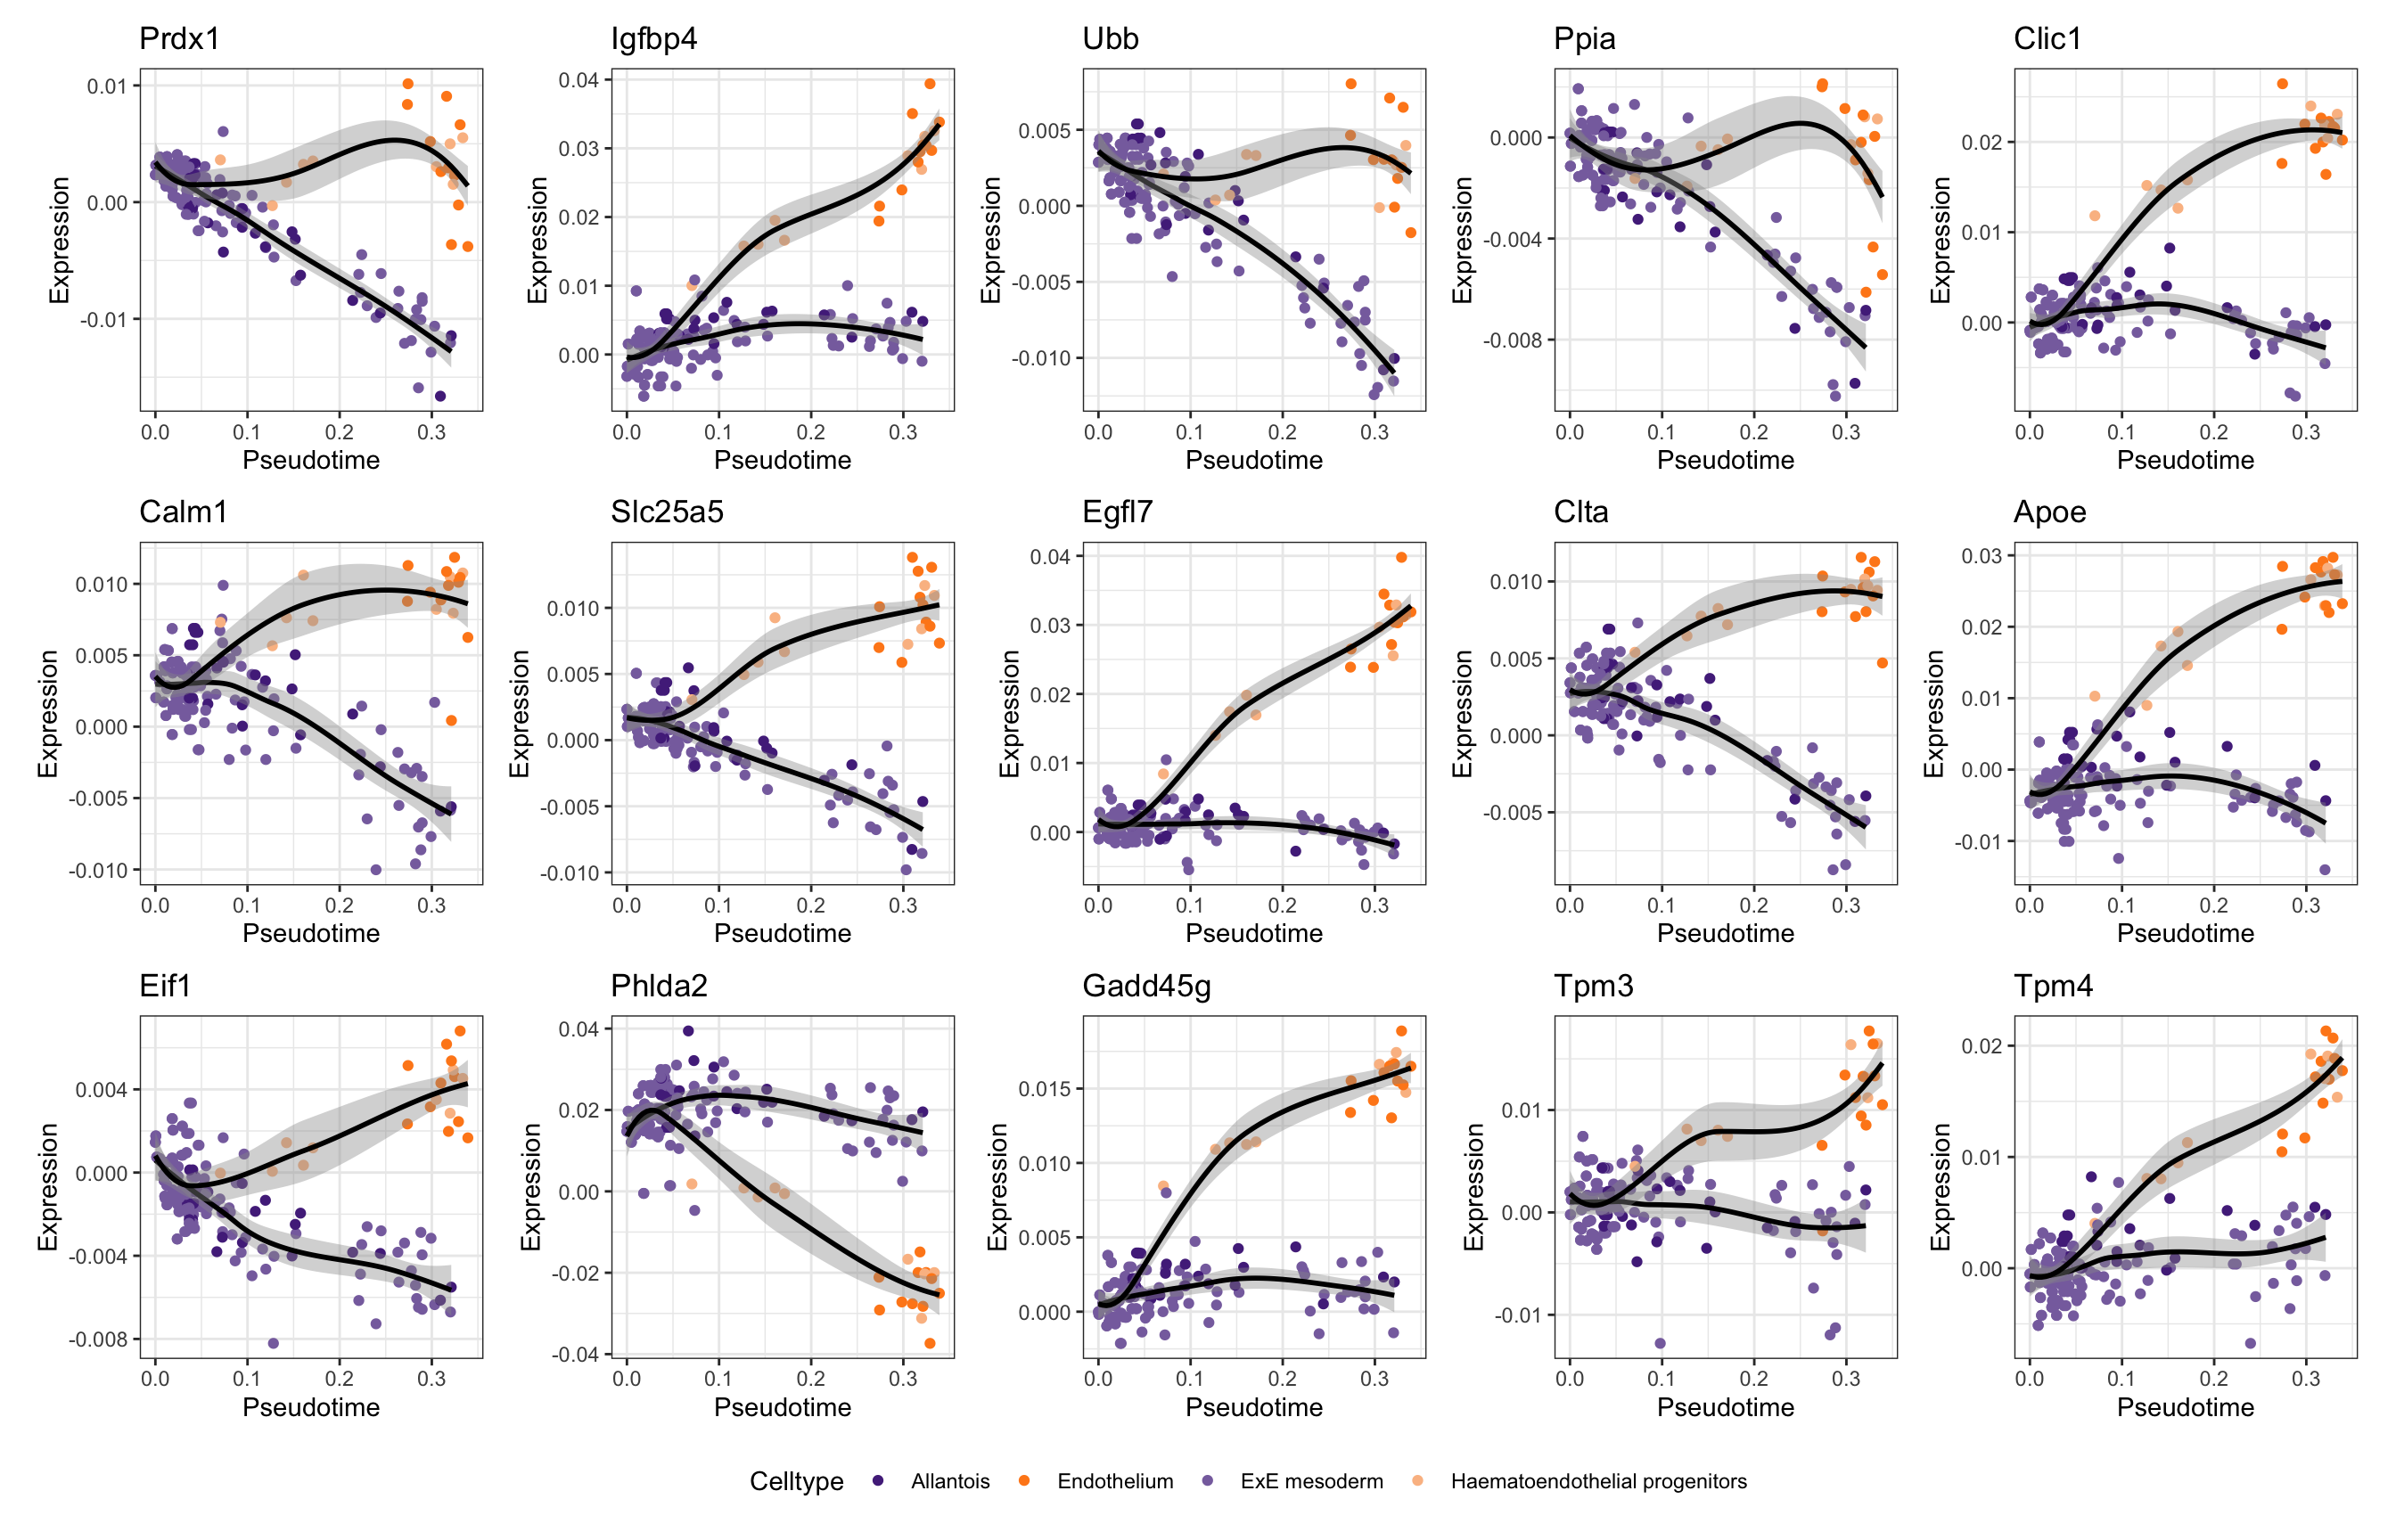 Prdx1 Igfbp4 Ubb Ppia Clic1
0.01 0.00 -0.01
Expression
0.0 0.1 0.2 0.3
Pseudotime
0.04 0.03 0.02 0.01 0.00
Expression
0.0 0.1 0.2 0.3
Pseudotime
0.005 0.000 -0.005 -0.010
Expression
0.0 0.1 0.2 0.3
Pseudotime
0.000 -0.004 -0.008
Expression
0.0 0.1 0.2 0.3
Pseudotime
0.02 0.01 0.00
Expression
0.0 0.1 0.2 0.3
Pseudotime
Calm1 Slc25a5 Egfl7 Clta Apoe
0.010 0.005 0.000 -0.005 -0.010
Expression
0.0 0.1 0.2 0.3
Pseudotime
0.010 0.005 0.000 -0.005 -0.010
Expression
0.0 0.1 0.2 0.3
Pseudotime
0.04 0.03 0.02 0.01 0.00
Expression
0.0 0.1 0.2 0.3
Pseudotime
0.010 0.005 0.000 -0.005
Expression
0.0 0.1 0.2 0.3
Pseudotime
0.03 0.02 0.01 0.00 -0.01
Expression
0.0 0.1 0.2 0.3
Pseudotime
Eif1 Phlda2 Gadd45g Tpm3 Tpm4
0.004 0.000 -0.004 -0.008
Expression
0.0 0.1 0.2 0.3
Pseudotime
0.04 0.02 0.00 -0.02 -0.04
Expression
0.0 0.1 0.2 0.3
Pseudotime
0.015 0.010 0.005 0.000
Expression
0.0 0.1 0.2 0.3
Pseudotime
0.01 0.00 -0.01
Expression
0.0 0.1 0.2 0.3
Pseudotime
0.02 0.01 0.00
Expression
0.0 0.1 0.2 0.3
Pseudotime
Celltype Allantois Endothelium ExE mesoderm Haematoendothelial progenitors